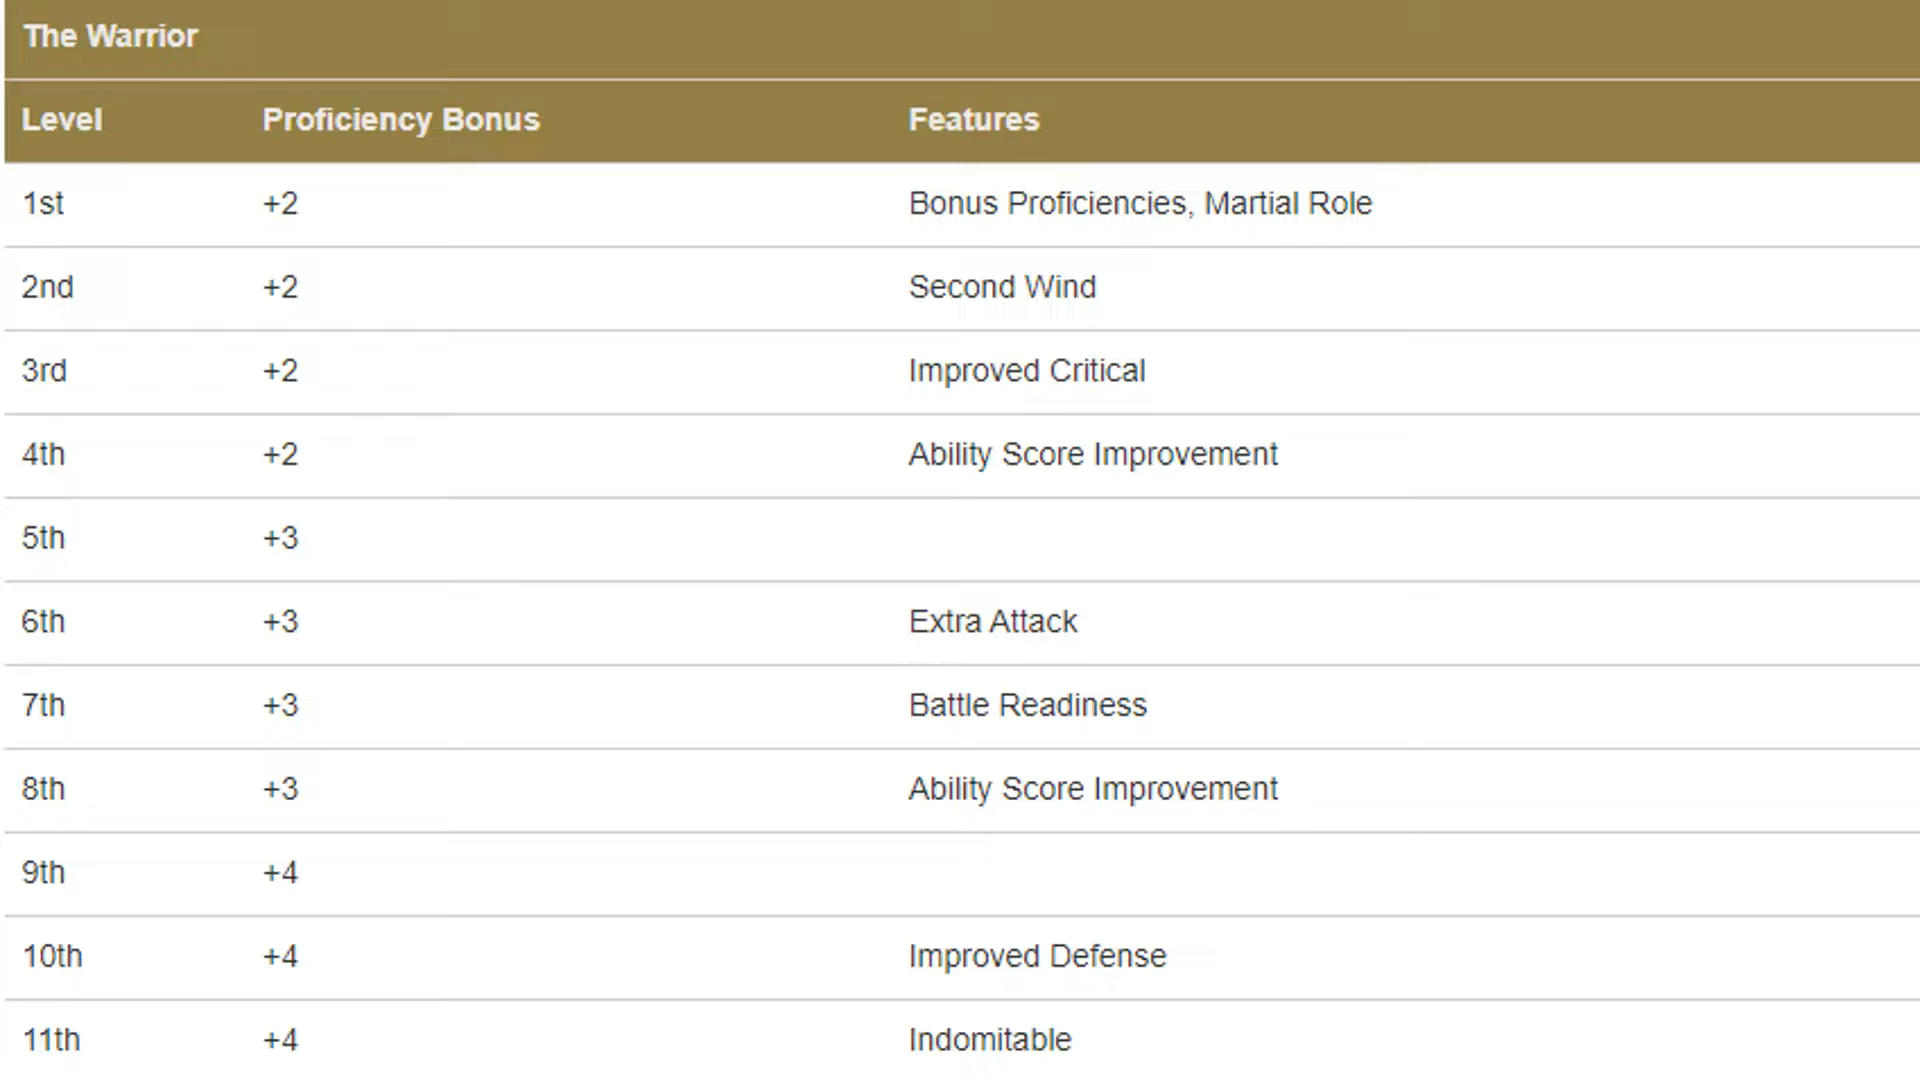 The Warrior
Level Proficiency Bonus Features
1st +2 Bonus Proficiencies, Martial Role
2nd +2 Second Wind
3rd +2 Improved Critical
4th +2 Ability Score Improvement
5th +3
6th +3 Extra Attack
7th +3 Battle Readiness
8th +3 Ability Score Improvement
9th +4
10th +4 Improved Defense
11th +4 Indomitable